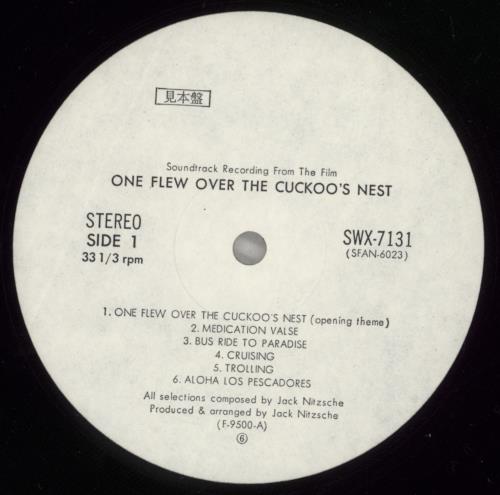 見本盤
Soundtrack Recording From The Film
ONE FLEW OVER THE CUCKOO'S NEST
STEREO
SIDE 1
33 1/3 rpm
SWX-7131
(SFAN-6023)
1. ONE FLEW OVER THE CUCKOO'S NEST (opening theme)
2. MEDICATION VALSE
3. BUS RIDE TO PARADISE
4. CRUISING
5. TROLLING
6. ALOHA LOS PESCADORES
All selections composed by Jack Nitzsche
Produced & arranged by Jack Nitzsche
(F-9500-A)
⑥